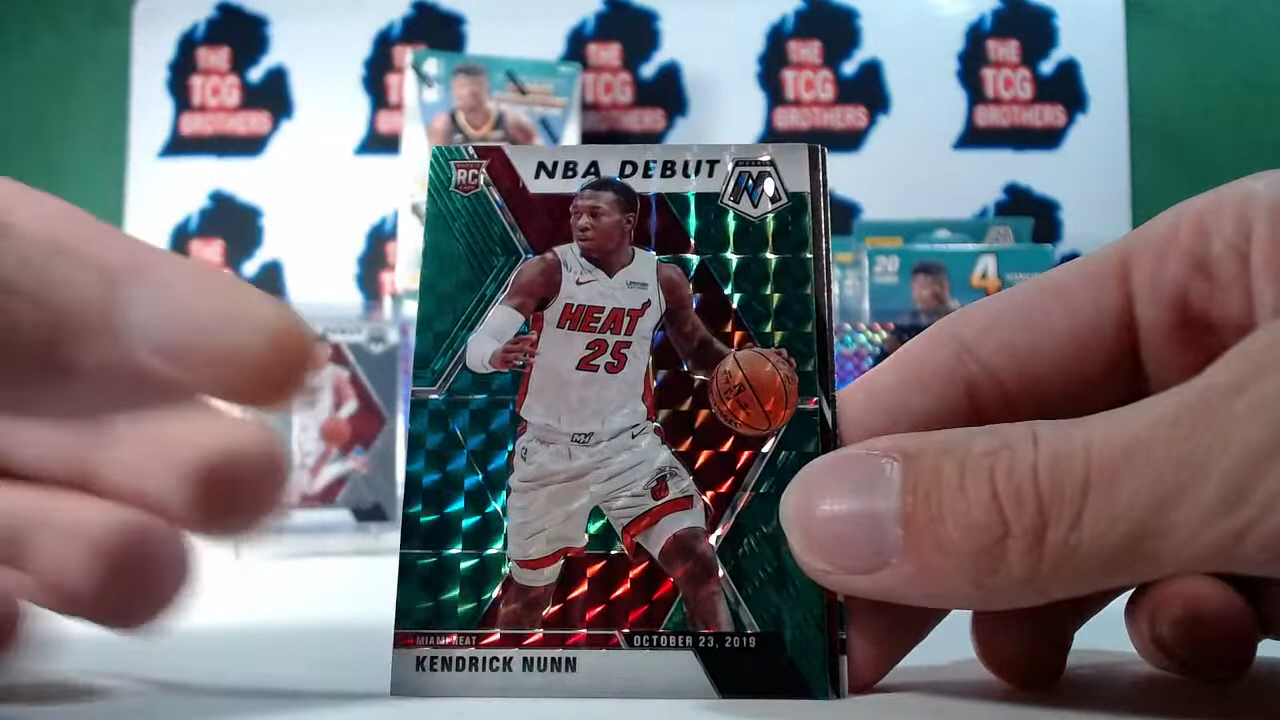 THE
TCG
BROTHERS
THE
TCG
BROTHERS
THE
TCG
BROTHERS
THE
TCG
BROTHERS
RC
NBA DEBUT
MOSAIC
HEAT
25
MIAMI HEAT
OCTOBER 23, 2019
KENDRICK NUNN
20
4